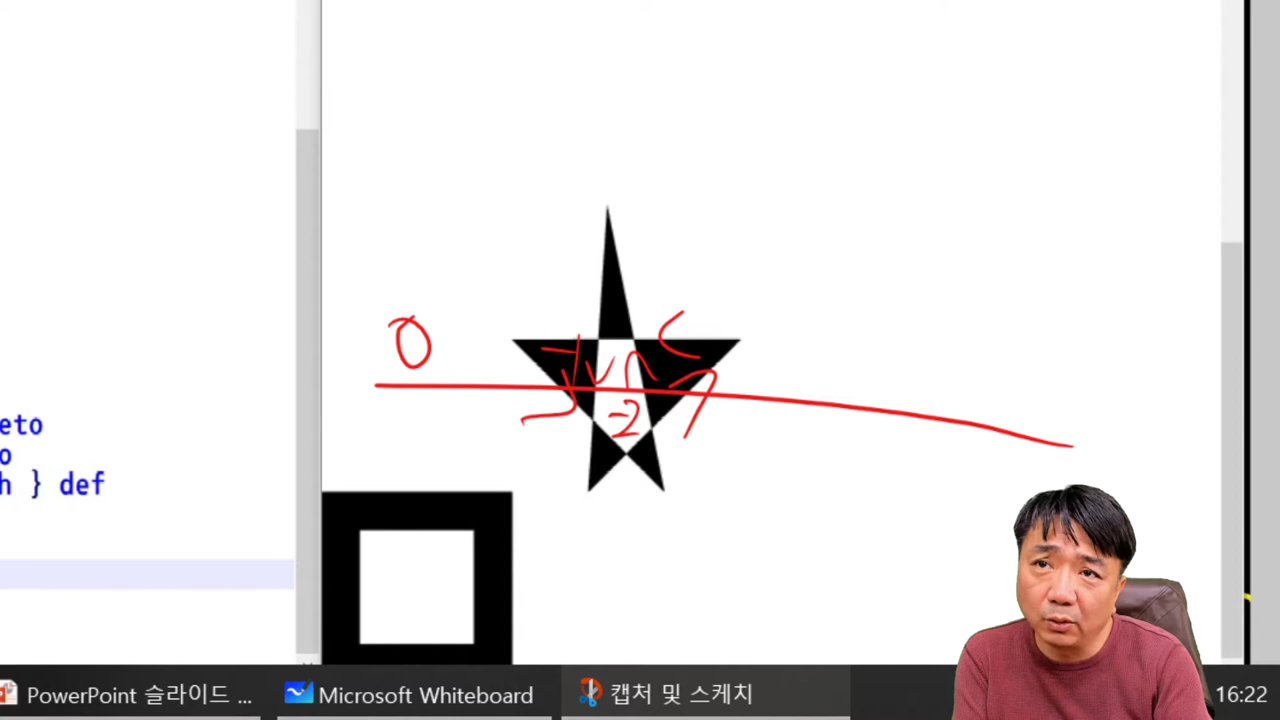 0
-2
eto
o
h } def
PowerPoint 슬라이드 ...
Microsoft Whiteboard
캡처 및 스케치
16:22